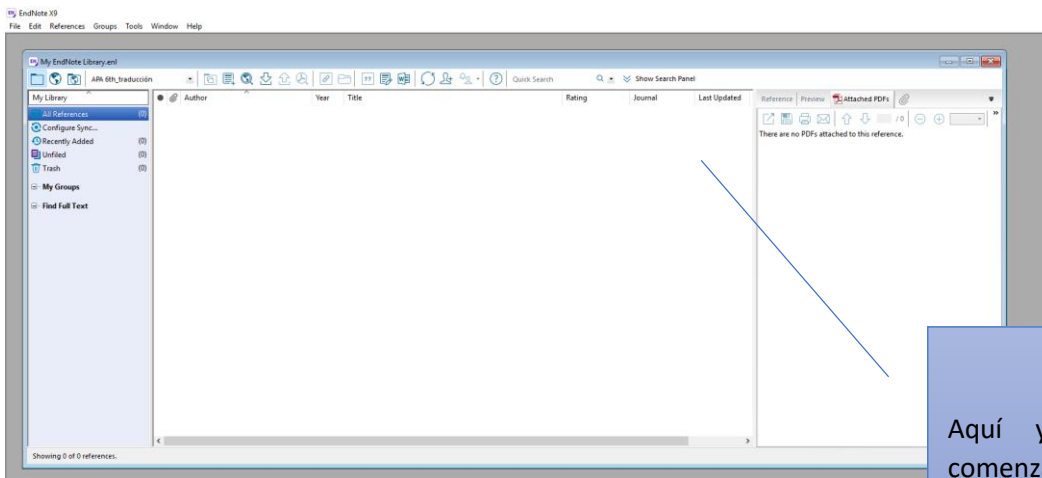 EndNote X9
File Edit References Groups Tools Window Help
My EndNote Library.enl
APA 6th_traducción Quick Search Show Search Panel
My Library Author Year Title Rating Journal Last Updated Reference Preview Attached PDFs
All References (0)
Configure Sync...
Recently Added (0)
Unfiled (0)
Trash (0)
My Groups
Find Full Text
/0
There are no PDFs attached to this reference.
Showing 0 of 0 references.
Aquí y
comenz